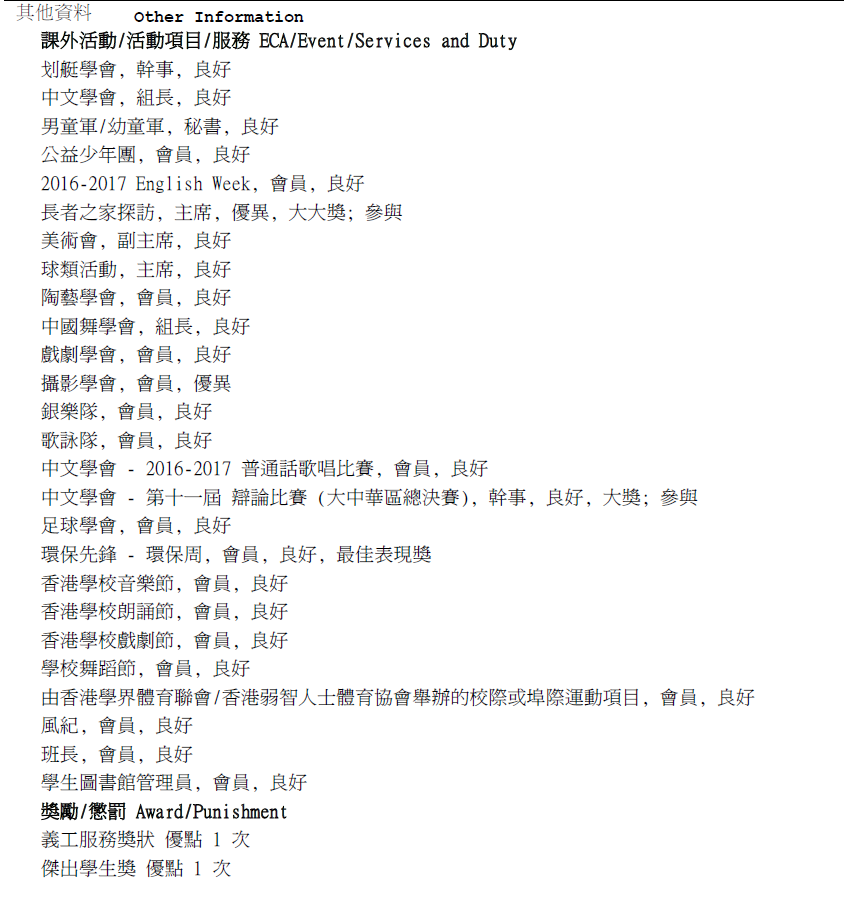 其他資料 Other Information
課外活動/活動項目/服務 ECA/Event/Services and Duty
划艇學會, 幹事, 良好
中文學會, 組長, 良好
男童軍/幼童軍, 秘書, 良好
公益少年團, 會員, 良好
2016-2017 English Week, 會員, 良好
長者之家探訪, 主席, 優異, 大大獎; 參與
美術會, 副主席, 良好
球類活動, 主席, 良好
陶藝學會, 會員, 良好
中國舞學會, 組長, 良好
戲劇學會, 會員, 良好
攝影學會, 會員, 優異
銀樂隊, 會員, 良好
歌詠隊, 會員, 良好
中文學會 - 2016-2017 普通話歌唱比賽, 會員, 良好
中文學會 - 第十一屆 辯論比賽 (大中華區總決賽), 幹事, 良好, 大獎; 參與
足球學會, 會員, 良好
環保先鋒 - 環保周, 會員, 良好, 最佳表現獎
香港學校音樂節, 會員, 良好
香港學校朗誦節, 會員, 良好
香港學校戲劇節, 會員, 良好
學校舞蹈節, 會員, 良好
由香港學界體育聯會/香港弱智人士體育協會舉辦的校際或埠際運動項目, 會員, 良好
風紀, 會員, 良好
班長, 會員, 良好
學生圖書館管理員, 會員, 良好
獎勵/懲罰 Award/Punishment
義工服務獎狀 優點 1 次
傑出學生獎 優點 1 次